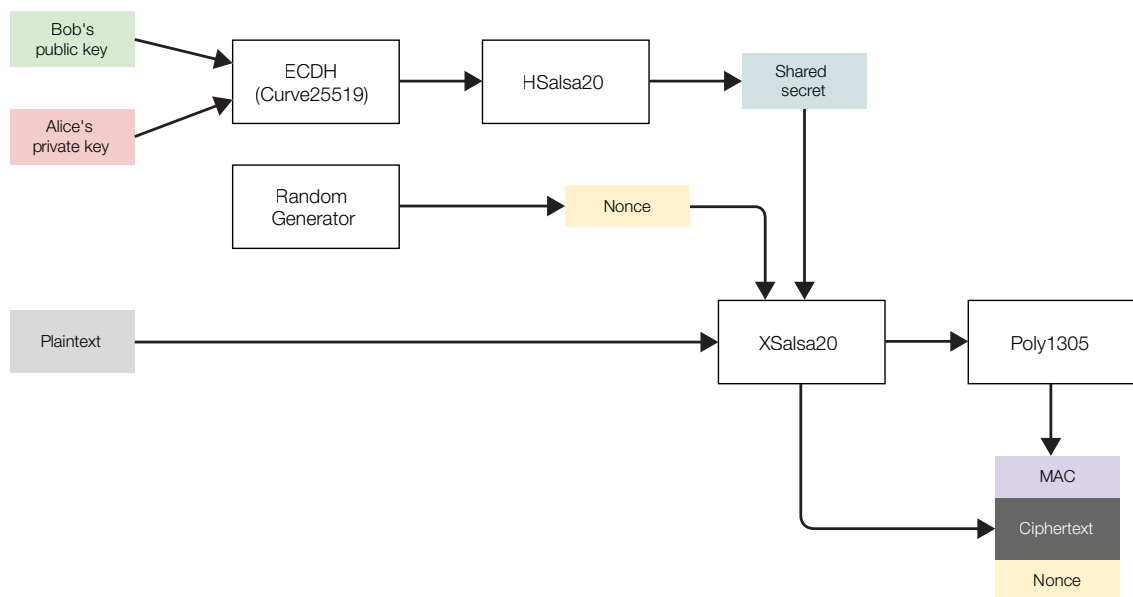 Bob's
public key
ECDH
(Curve25519)
HSalsa20
Shared
secret
Alice's
private key
Random
Generator
Nonce
Plaintext
XSalsa20
Poly1305
MAC
Ciphertext
Nonce